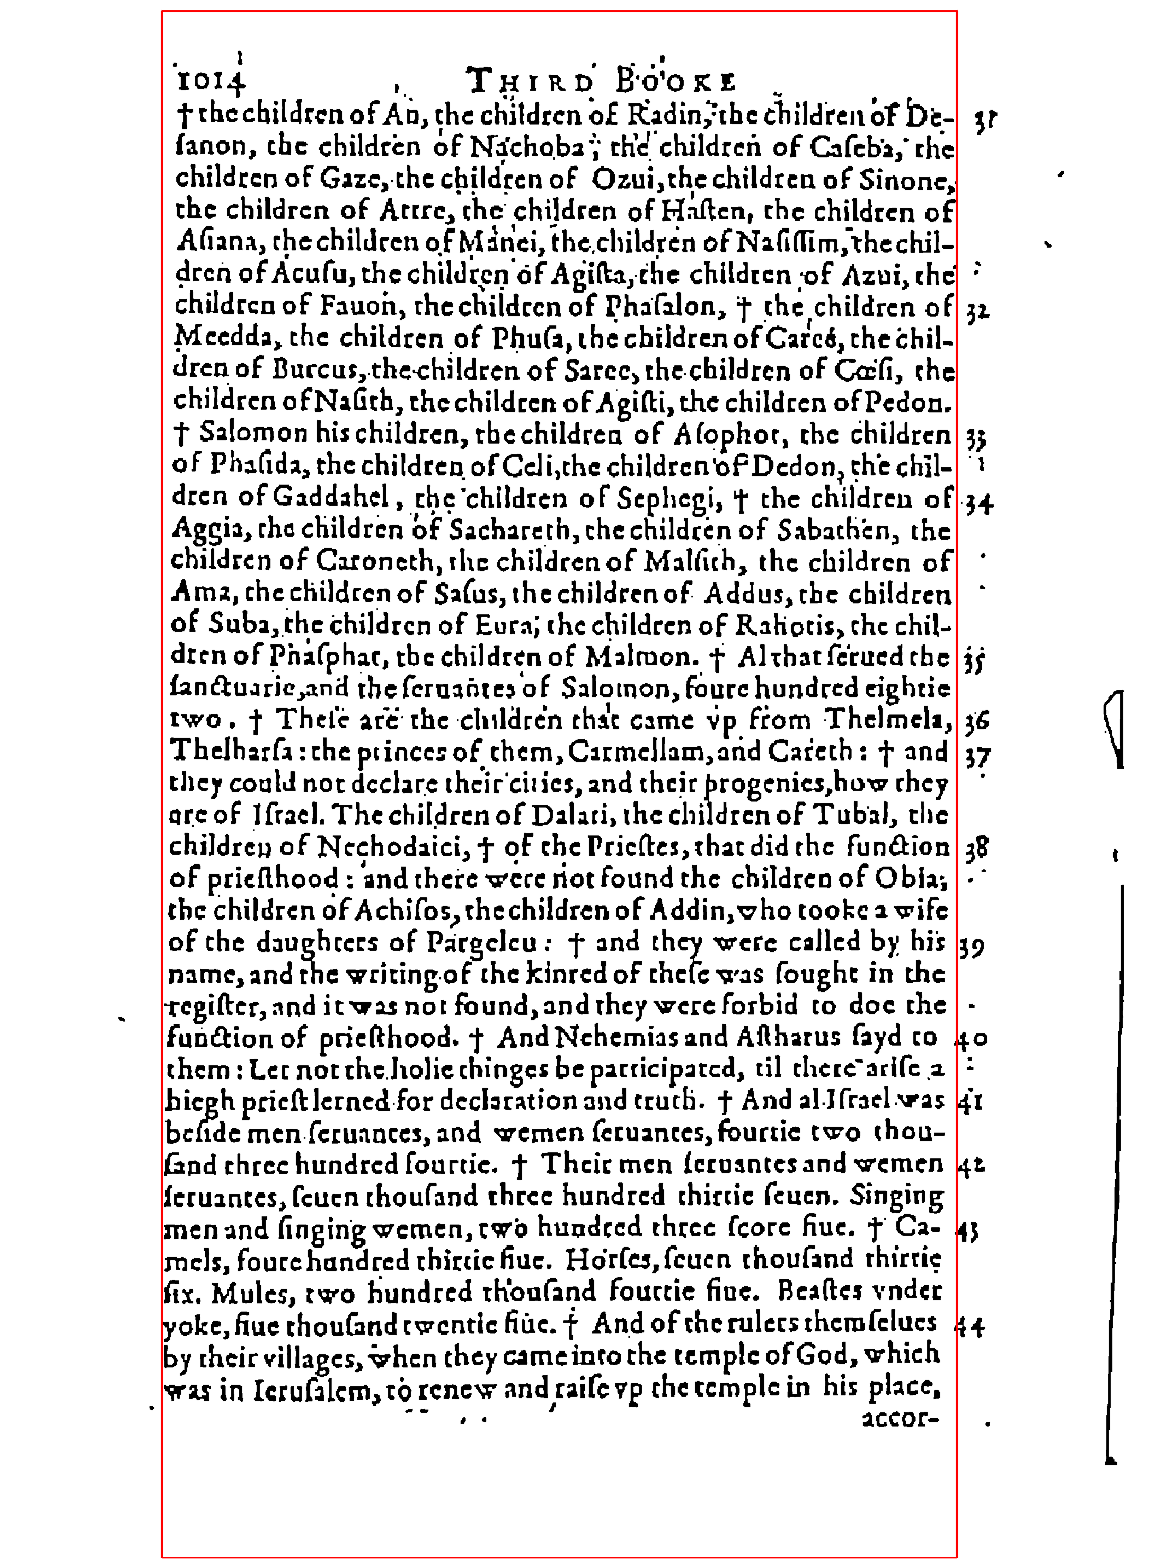 1014 THIRD BOOKE
† the children of An, the children of Radin, the children of De- 31
ſanon, the children of Nachoba, the children of Caſeba, the
children of Gaze, the children of Ozui, the children of Sinone,
the children of Attre, the children of Haſten, the children of
Aſiana, the children of Manei, the children of Naſiſſim, the chil-
dren of Acuſu, the children of Agiſta, the children of Azui, the
children of Fauon, the children of Phaſalon, † the children of 32
Meedda, the children of Phuſa, the children of Careé, the chil-
dren of Burcus, the children of Saree, the children of Cœſi, the
children of Naſith, the children of Agiſti, the children of Pedon.
† Salomon his children, the children of Aſophot, the children 33
of Phaſida, the children of Celi, the children of Dedon, the chil-
dren of Gaddahel, the children of Sephegi, † the children of 34
Aggia, the children of Sachareth, the children of Sabathen, the
children of Caroneth, the children of Malſith, the children of
Ama, the children of Saſus, the children of Addus, the children
of Suba, the children of Eura, the children of Rahotis, the chil-
dren of Phaſphat, the children of Malmon. † Al that ſerued the 35
ſanctuarie, and the ſeruantes of Salomon, foure hundred eightie
two. † Theſe are the children that came vp from Thelmela, 36
Thelharſa: the princes of them, Carmellam, and Careth: † and 37
they could not declare their cities, and their progenies, how they
are of Iſrael. The children of Dalari, the children of Tubal, the
children of Nechodaici, † of the Prieſtes, that did the function 38
of prieſthood: and there were not found the children of Obia,
the children of Achiſos, the children of Addin, who tooke a wife
of the daughters of Pargeleu: † and they were called by his 39
name, and the writing of the kinred of theſe was ſought in the
regiſter, and it was not found, and they were forbid to doe the
function of prieſthood. † And Nehemias and Aſtharus ſayd to 40
them: Let not the holie thinges be participated, til there ariſe a
hiegh prieſt lerned for declaration and truth. † And al Iſrael was 41
beſide men ſeruantes, and wemen ſeruantes, fourtie two thou-
ſand three hundred fourtie. † Their men ſeruantes and wemen 42
ſeruantes, ſeuen thouſand three hundred thirtie ſeuen. Singing
men and ſinging wemen, two hundred three ſcore fiue. † Ca- 43
mels, foure hundred thirtie fiue. Horſes, ſeuen thouſand thirtie
ſix. Mules, two hundred thouſand fourtie fiue. Beaſtes vnder
yoke, fiue thouſand twentie fiue. † And of the rulers themſelues 44
by their villages, when they came into the temple of God, which
was in Ieruſalem, to renew and raiſe vp the temple in his place,
accor-